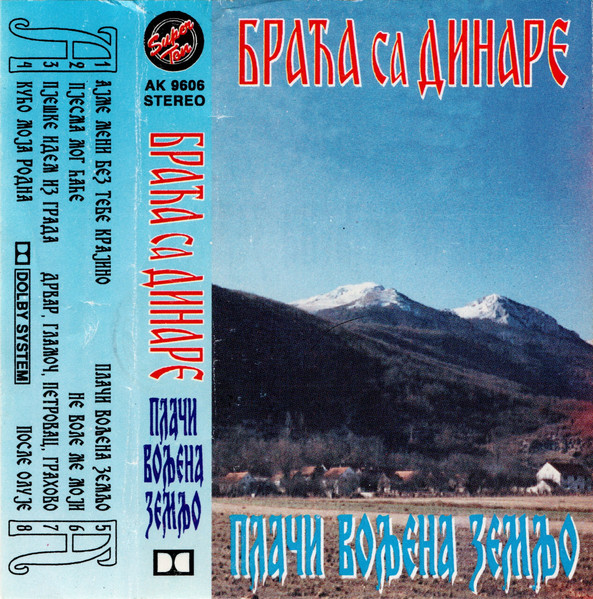 1 АЈМЕ МЕНИ БЕЗ ТЕБЕ КРАЈИНО
2 ПЈЕСМА МОГ ЂАЋЕ
3 ПЈЕШКЕ ИДЕМ ИЗ ГРАДА
4 КУЋО МОЈА РОДНА
ПЛАЧИ ВОЉЕНА ЗЕМЉО 5
НЕ ВОЛЕ МЕ МОЈИ 6
ДРВАР, ГЛАМОЧ, ПЕТРОВАЦ, ГРАХОВО 7
ПОСЛЕ ОЛУЈЕ 8
DOLBY SYSTEM
Super
Ton
AK 9606
STEREO
БРАЋА СА ДИНАРЕ
ПЛАЧИ
ВОЉЕНА
ЗЕМЉО
БРАЋА СА ДИНАРЕ
ПЛАЧИ ВОЉЕНА ЗЕМЉО